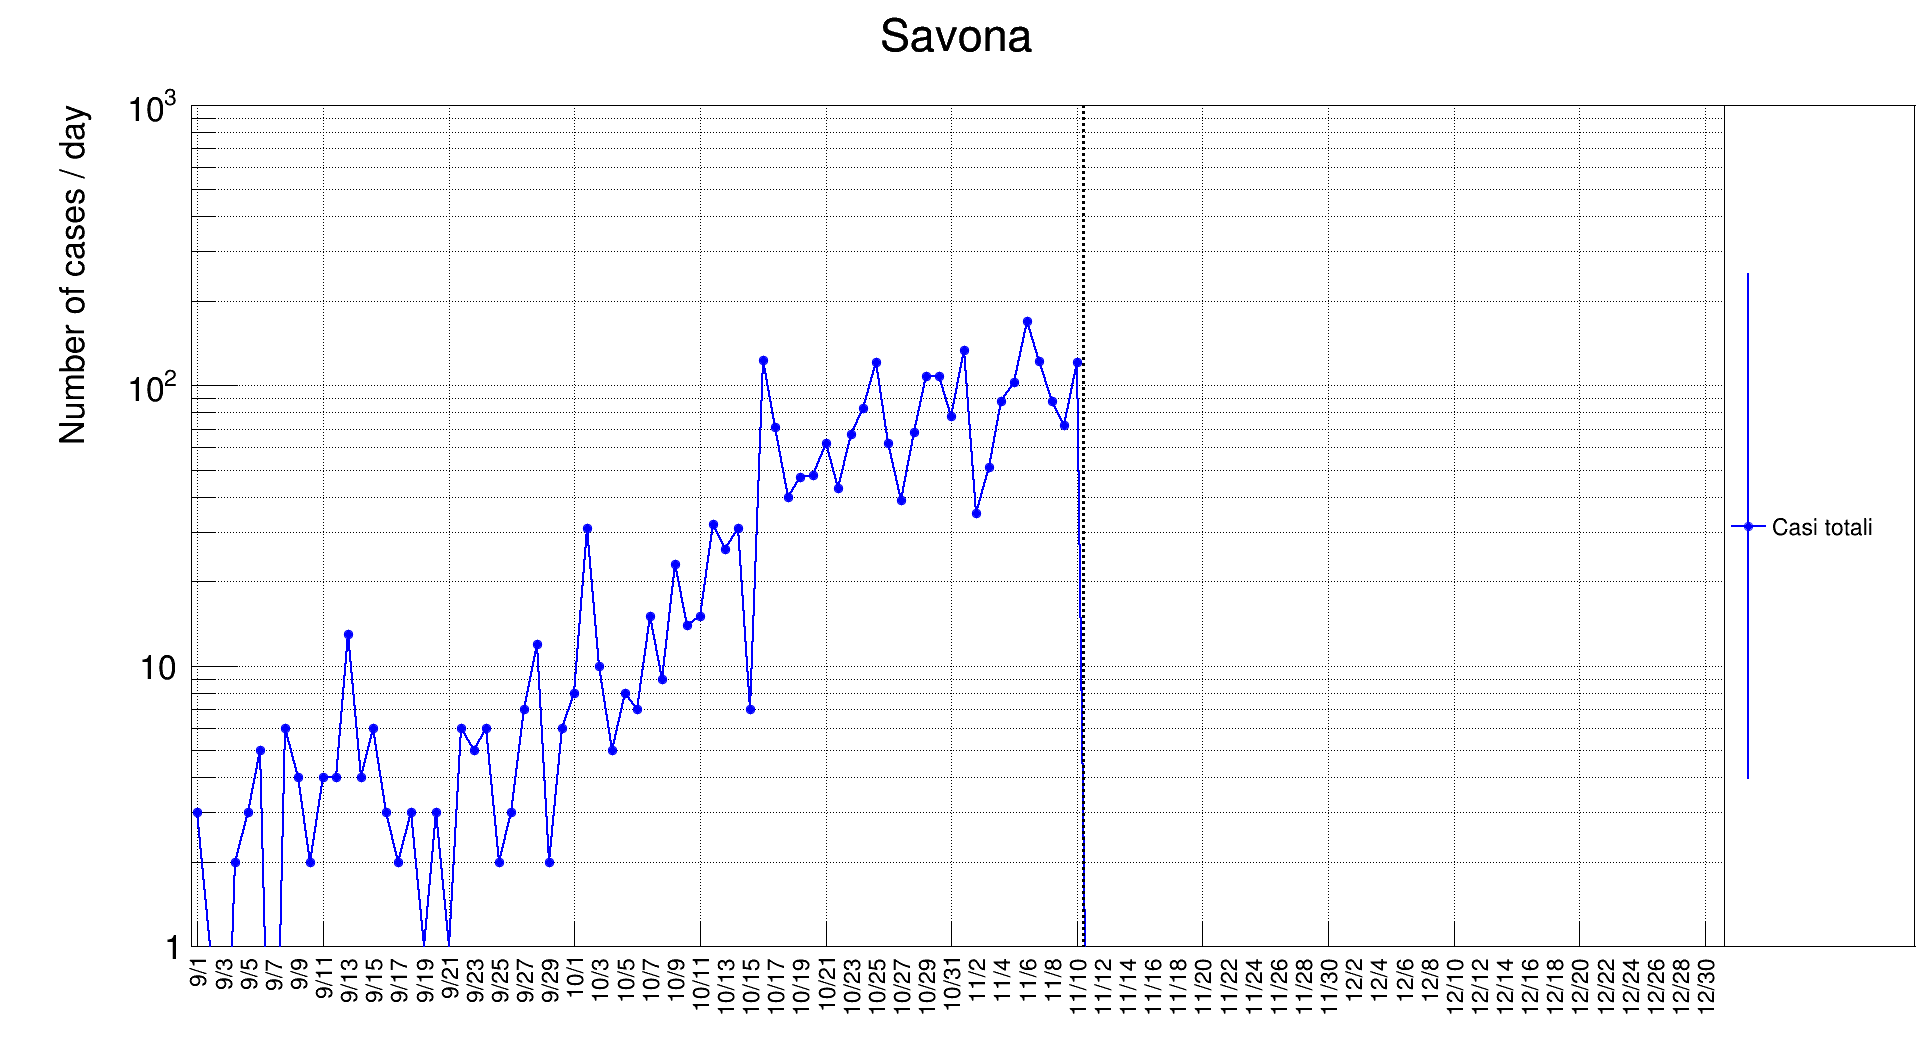 Savona
Number of cases / day
10³
10²
10
1
9/1 9/3 9/5 9/7 9/9 9/11 9/13 9/15 9/17 9/19 9/21 9/23 9/25 9/27 9/29 10/1 10/3 10/5 10/7 10/9 10/11 10/13 10/15 10/17 10/19 10/21 10/23 10/25 10/27 10/29 10/31 11/2 11/4 11/6 11/8 11/10 11/12 11/14 11/16 11/18 11/20 11/22 11/24 11/26 11/28 11/30 12/2 12/4 12/6 12/8 12/10 12/12 12/14 12/16 12/18 12/20 12/22 12/24 12/26 12/28 12/30
Casi totali